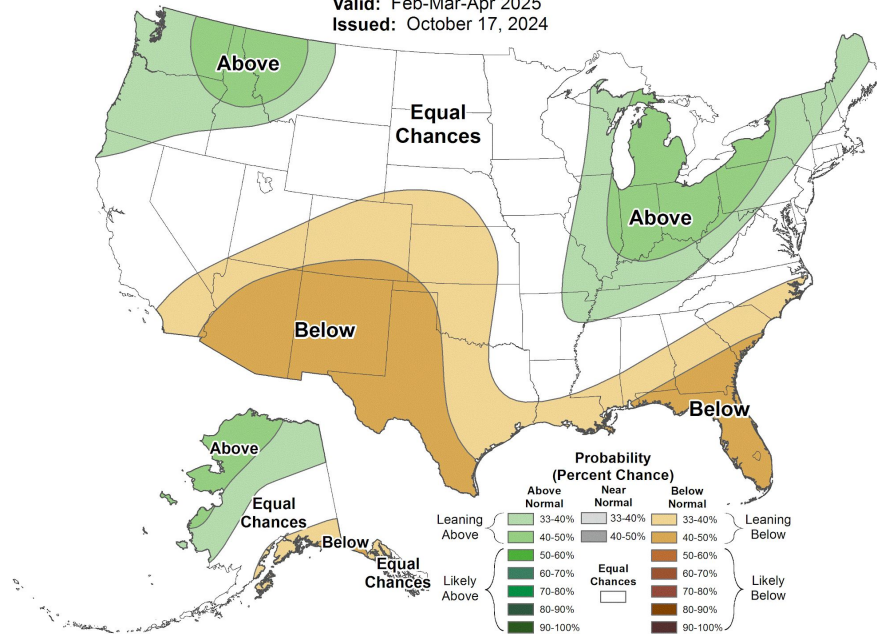 Valid: Feb-Mar-Apr 2025
Issued: October 17, 2024
Above
Equal
Chances
Above
Below
Below
Above
Equal
Chances
Below
Equal
Chances
Probability
(Percent Chance)
Above
Normal
Near
Normal
Below
Normal
Leaning
Above
33-40%
33-40%
33-40%
Leaning
Below
40-50%
40-50%
40-50%
Likely
Above
50-60%
50-60%
Likely
Below
60-70%
Equal
Chances
60-70%
70-80%
70-80%
80-90%
80-90%
90-100%
90-100%